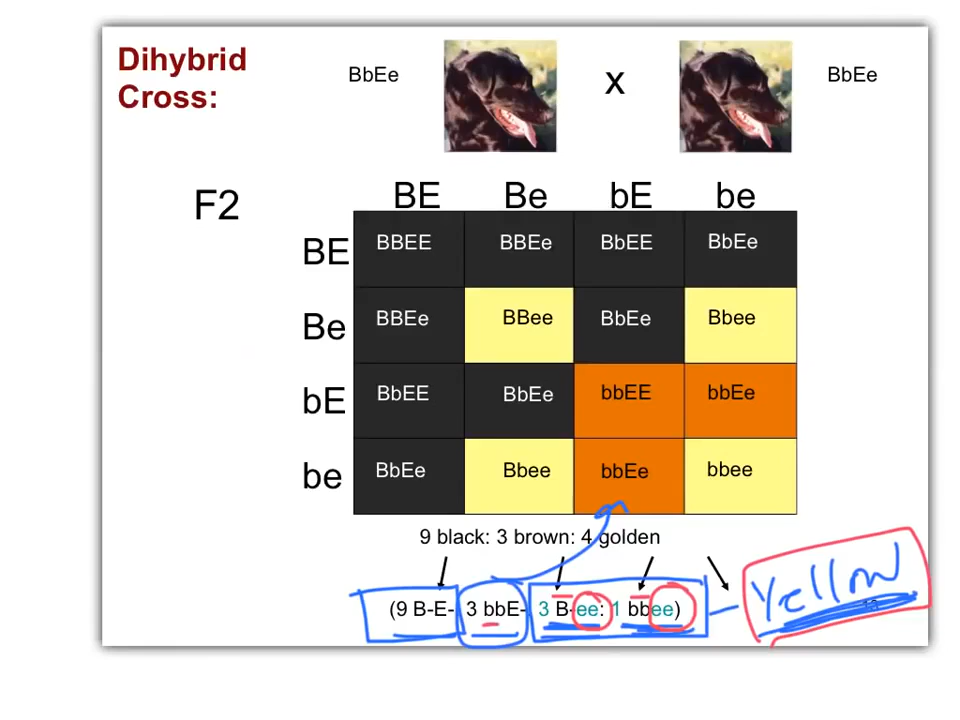 Dihybrid
Cross:
BbEe x BbEe
F2
BE Be bE be
BE BBEE BBEe BbEE BbEe
Be BBEe BBee BbEe Bbee
bE BbEE BbEe bbEE bbEe
be BbEe Bbee bbEe bbee
9 black: 3 brown: 4 golden
(9 B-E- 3 bbE- 3 B-ee: 1 bbee)
Yellow